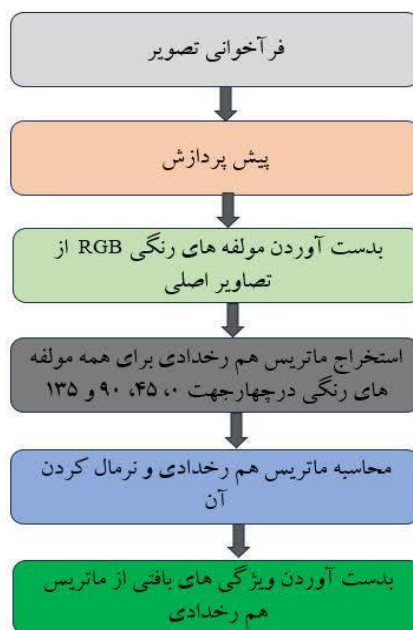 فرآخوانی تصویر
پیش پردازش
بدست آوردن مولفه های رنگی RGB از
تصاویر اصلی
استخراج ماتریس هم رخدادی برای همه مولفه
های رنگی درچهارجهت ۰، ۴۵، ۹۰ و ۱۳۵
محاسبه ماتریس هم رخدادی و نرمال کردن
آن
بدست آوردن ویژگی های بافتی از ماتریس
هم رخدادی